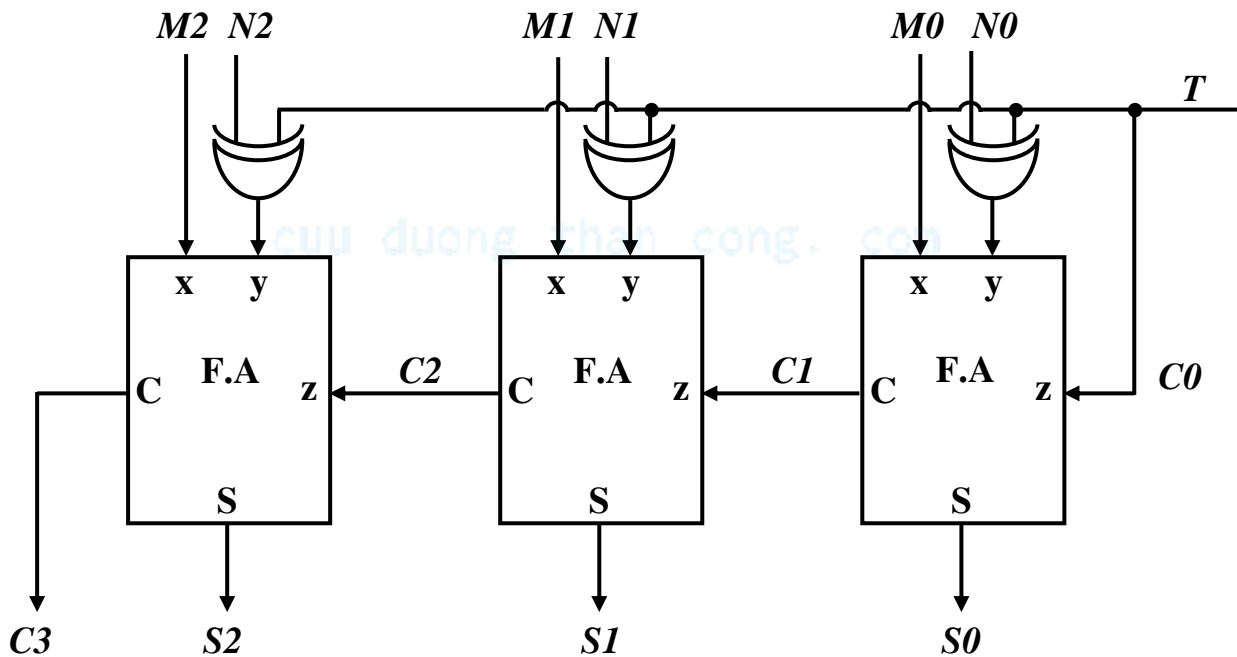 M2 N2 M1 N1 M0 N0
T
cuu duong than cong. com
x y x y x y
F.A F.A F.A
C z C2 C z C1 C z C0
S S S
C3 S2 S1 S0